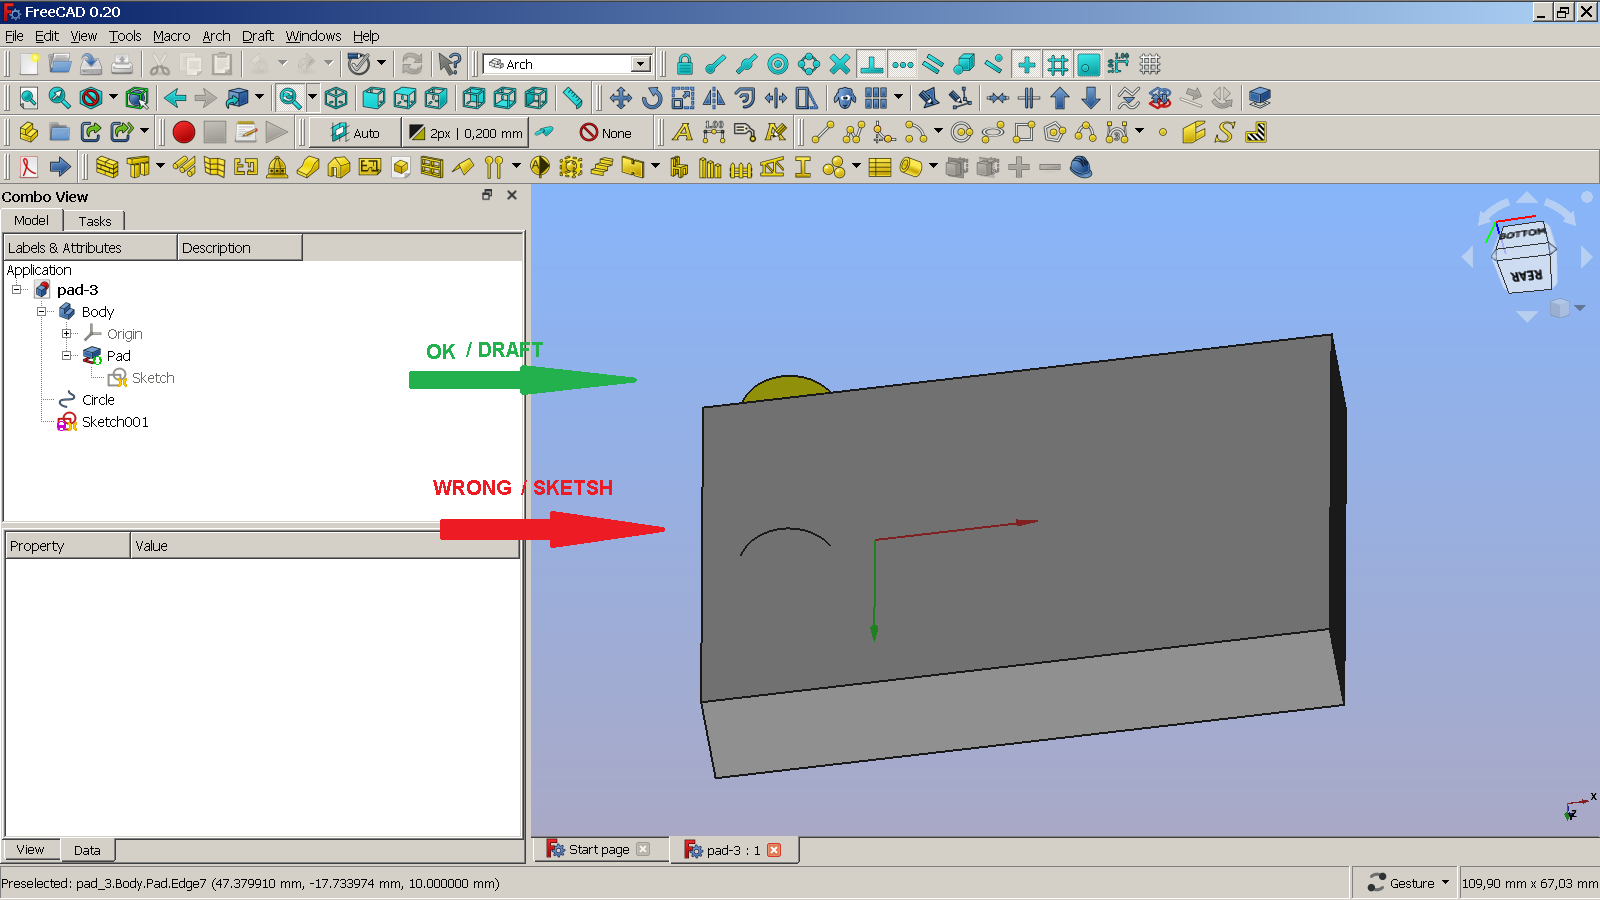 FreeCAD 0.20
File Edit View Tools Macro Arch Draft Windows Help
Arch
Auto 2px | 0,200 mm None
Combo View
Model Tasks
Labels & Attributes Description
Application
pad-3
Body
Origin
Pad
Sketch
Circle
Sketch001
OK / DRAFT
WRONG / SKETSH
Property Value
BOTTOM
REAR
X
Z
View Data
Start page pad-3 : 1
Preselected: pad_3.Body.Pad.Edge7 (47.379910 mm, -17.733974 mm, 10.000000 mm)
Gesture 109,90 mm x 67,03 mm